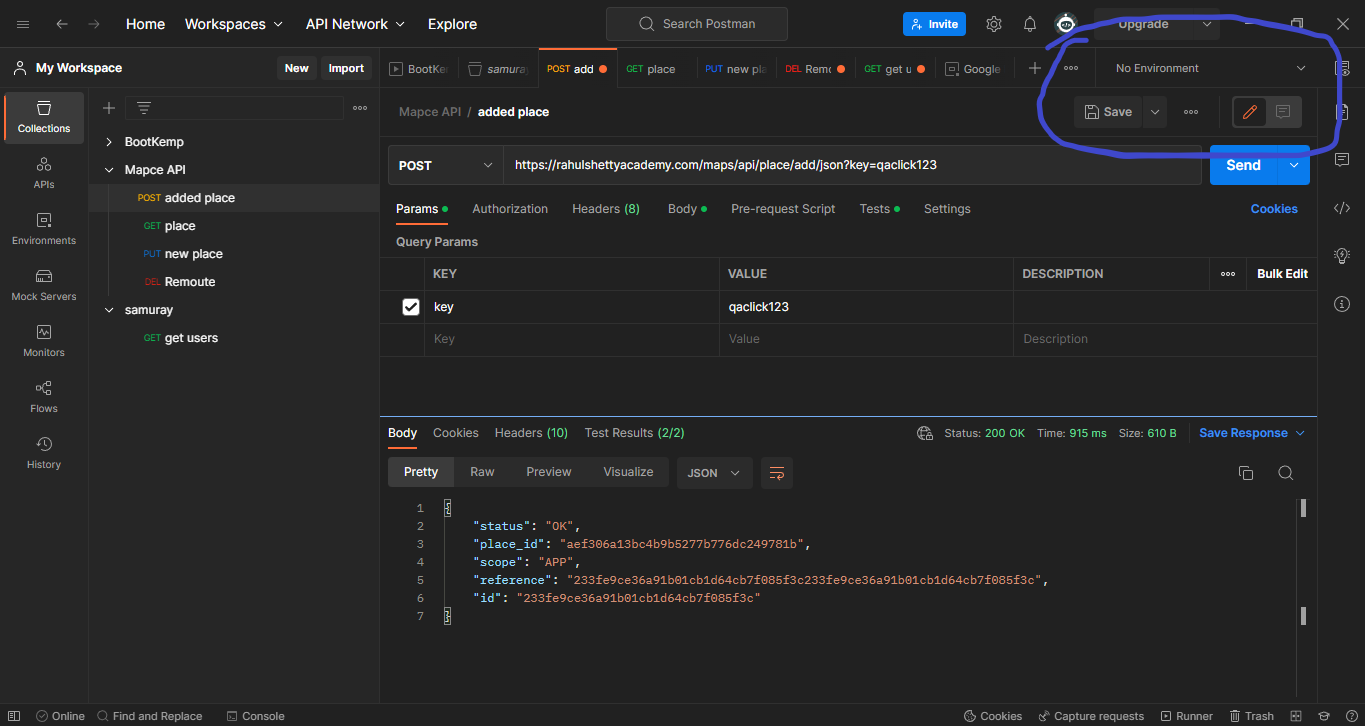 Home Workspaces API Network Explore Search Postman Invite Upgrade
My Workspace New Import BootKe samuray POST add GET place PUT new pla DEL Remo GET get u Google No Environment
Collections
APIs
Environments
Mock Servers
Monitors
Flows
History
BootKemp
Mapce API
POST added place
GET place
PUT new place
DEL Remoute
samuray
GET get users
Mapce API / added place Save
POST https://rahulshettyacademy.com/maps/api/place/add/json?key=qaclick123 Send
Params Authorization Headers (8) Body Pre-request Script Tests Settings Cookies
Query Params
KEY VALUE DESCRIPTION Bulk Edit
key qaclick123
Key Value Description
Body Cookies Headers (10) Test Results (2/2) Status: 200 OK Time: 915 ms Size: 610 B Save Response
Pretty Raw Preview Visualize JSON
1 {
2 "status": "OK",
3 "place_id": "aef306a13bc4b9b5277b776dc249781b",
4 "scope": "APP",
5 "reference": "233fe9ce36a91b01cb1d64cb7f085f3c233fe9ce36a91b01cb1d64cb7f085f3c",
6 "id": "233fe9ce36a91b01cb1d64cb7f085f3c"
7 }
Online Find and Replace Console Cookies Capture requests Runner Trash